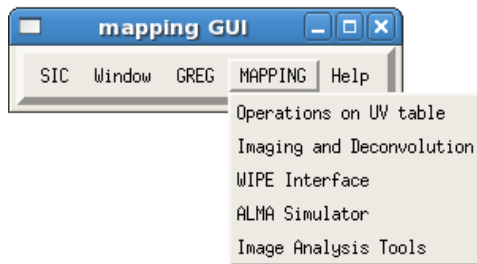 mapping GUI
SIC Window GREG MAPPING Help
Operations on UV table
Imaging and Deconvolution
WIPE Interface
ALMA Simulator
Image Analysis Tools